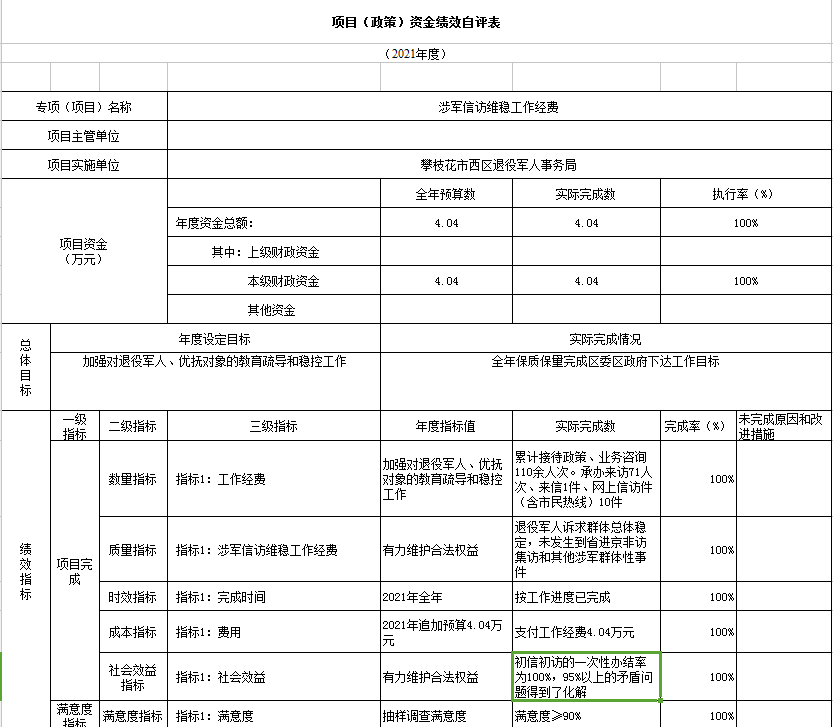 项目（政策）资金绩效自评表
（2021年度）
专项（项目）名称
涉军信访维稳工作经费
项目主管单位
项目实施单位
攀枝花市西区退役军人事务局
项目资金
（万元）
全年预算数
实际完成数
执行率（%）
年度资金总额：
4.04
4.04
100%
其中：上级财政资金
本级财政资金
4.04
4.04
100%
其他资金
总体目标
年度设定目标
实际完成情况
加强对退役军人、优抚对象的教育疏导和稳控工作
全年保质保量完成区委区政府下达工作目标
绩效指标
一级
指标
二级指标
三级指标
年度指标值
实际完成数
完成率（%）
未完成原因和改
进措施
项目完
成
数量指标
指标1：工作经费
加强对退役军人、优抚
对象的教育疏导和稳控
工作
累计接待政策、业务咨询
110余人次。承办来访71人
次、来信1件、网上信访件
（含市民热线）10件
100%
质量指标
指标1：涉军信访维稳工作经费
有力维护合法权益
退役军人诉求群体总体稳
定，未发生到省进京非访
集访和其他涉军群体性事
件
100%
时效指标
指标1：完成时间
2021年全年
按工作进度已完成
100%
成本指标
指标1：费用
2021年追加预算4.04万
元
支付工作经费4.04万元
100%
社会效益
指标
指标1：社会效益
有力维护合法权益
初信初访的一次性办结率
为100%，95%以上的矛盾问
题得到了化解
100%
满意度
指标
满意度指标
指标1：满意度
抽样调查满意度
满意度≥90%
100%